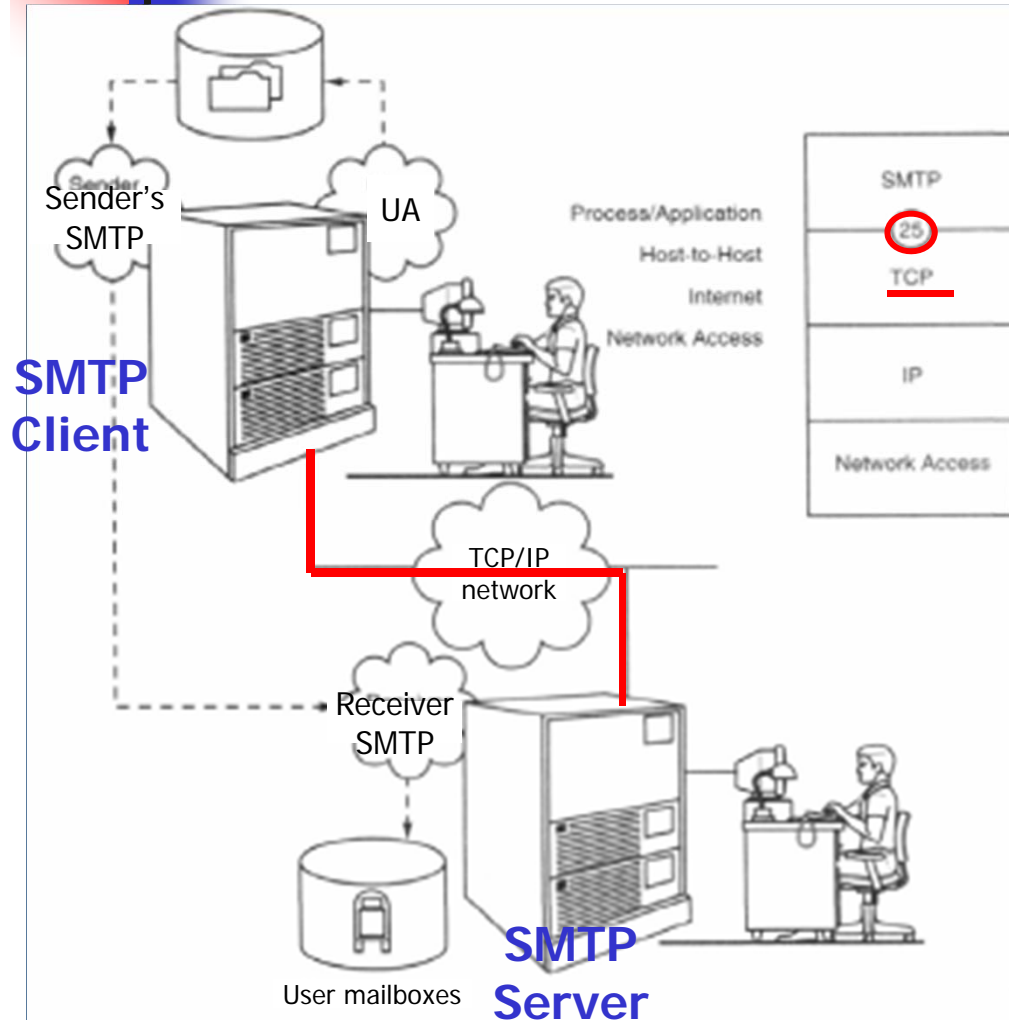 Sender's
SMTP
UA
SMTP
Client
Process/Application
Host-to-Host
Internet
Network Access
SMTP
25
TCP
IP
Network Access
TCP/IP
network
Receiver
SMTP
User mailboxes
SMTP
Server